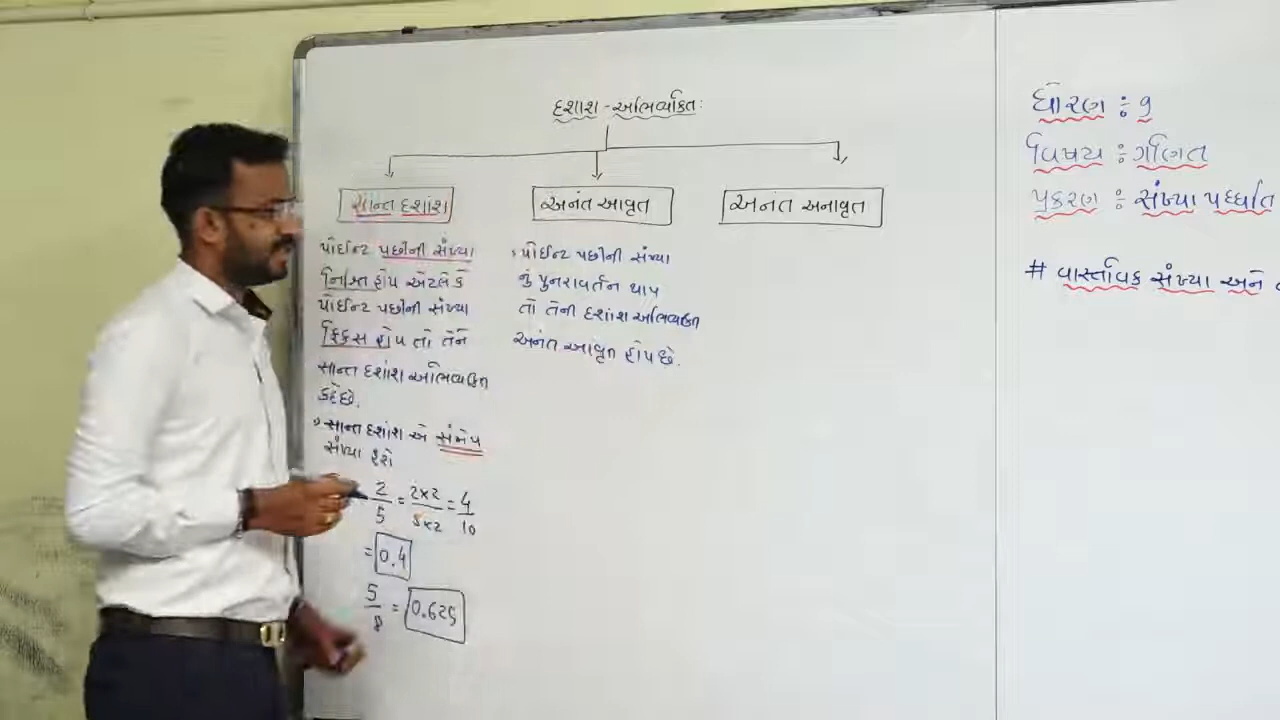 દશાંશ - અભિવ્યક્તિ:
સાન્ત દશાંશ
પોઈન્ટ પછીની સંખ્યા
નિશ્ચિત હોય એટલે કે
પોઈન્ટ પછીની સંખ્યા
ફિક્સ હોય તો તેને
સાન્ત દશાંશ અભિવ્યક્તિ
કહે છે.
સાન્ત દશાંશ એ સંમેય
સંખ્યા હશે
2/5 = 2×2/5×2 = 4/10
= 0.4
5/8 = 0.625
અનંત આવૃત
પોઈન્ટ પછીની સંખ્યા
નું પુનરાવર્તન થાય
તો તેની દશાંશ અભિવ્યક્તિ
અનંત આવૃત હોય છે.
અનંત અનાવૃત
ધોરણ : 9
વિષય : ગણિત
પ્રકરણ : સંખ્યા પદ્ધતિ
# વાસ્તવિક સંખ્યા અને